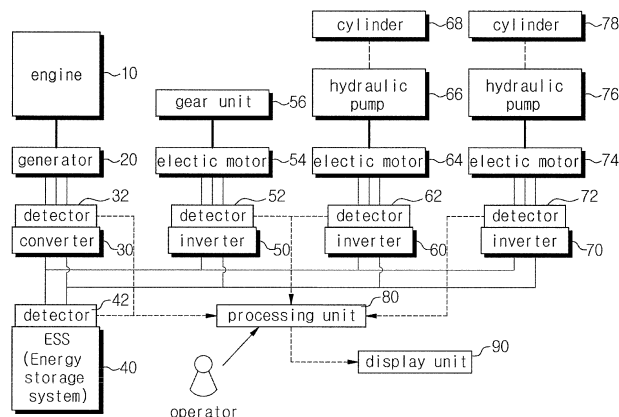 cylinder 68
cylinder 78
engine 10
gear unit 56
hydraulic
pump 66
hydraulic
pump 76
generator 20
electic motor 54
electic motor 64
electic motor 74
32
52
62
72
detector
detector
detector
detector
converter 30
inverter 50
inverter 60
inverter 70
42
80
detector
processing unit
ESS
(Energy
storage
system) 40
display unit 90
operator